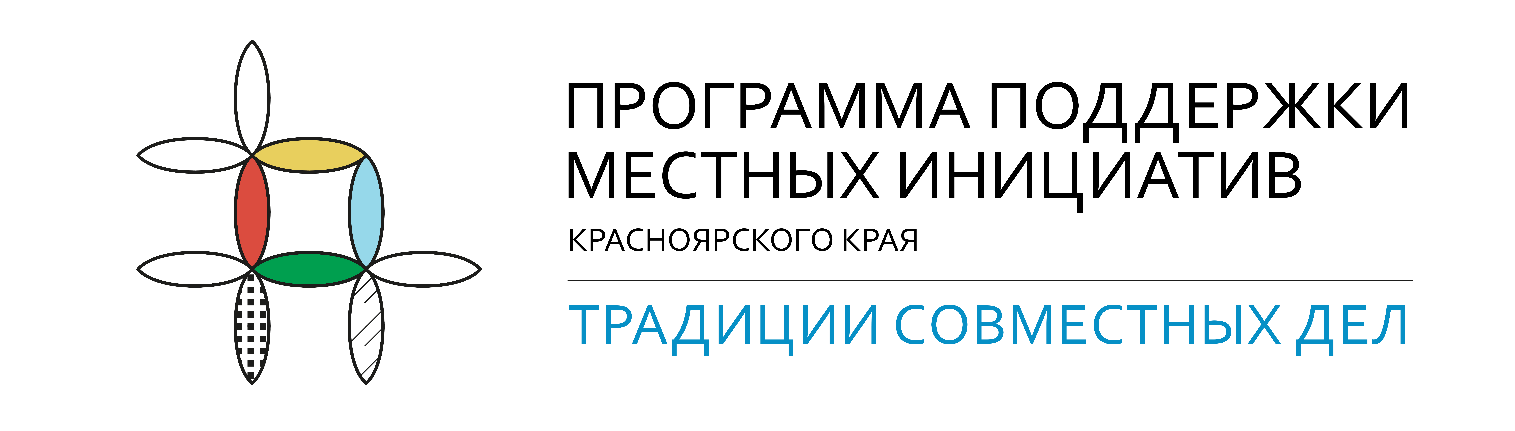 ПРОГРАММА ПОДДЕРЖКИ
МЕСТНЫХ ИНИЦИАТИВ
КРАСНОЯРСКОГО КРАЯ
ТРАДИЦИИ СОВМЕСТНЫХ ДЕЛ